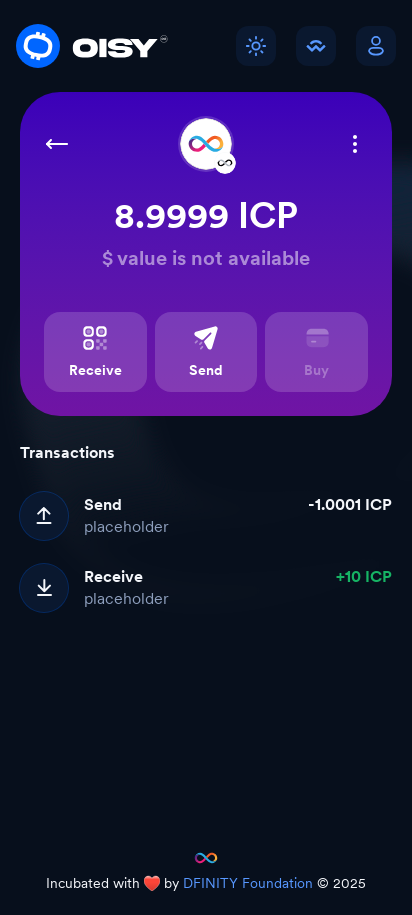 OISY
8.9999 ICP
$ value is not available
Receive
Send
Buy
Transactions
Send
-1.0001 ICP
placeholder
Receive
+10 ICP
placeholder
Incubated with ❤️ by DFINITY Foundation © 2025